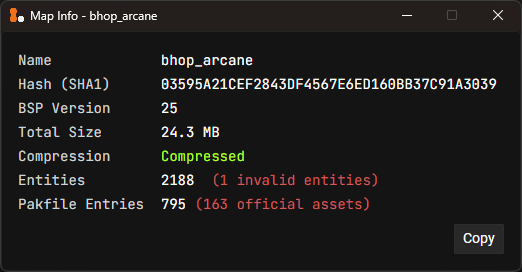 Map Info - bhop_arcane
Name bhop_arcane
Hash (SHA1) 03595A21CEF2843DF4567E6ED160BB37C91A3039
BSP Version 25
Total Size 24.3 MB
Compression Compressed
Entities 2188 (1 invalid entities)
Pakfile Entries 795 (163 official assets)
Copy